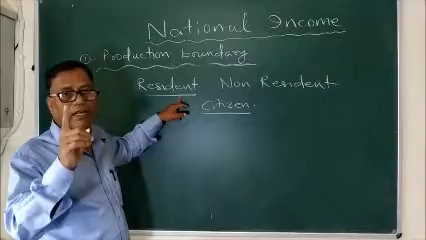 National Income
① Production boundary
Resident Non Resident
Citizen.